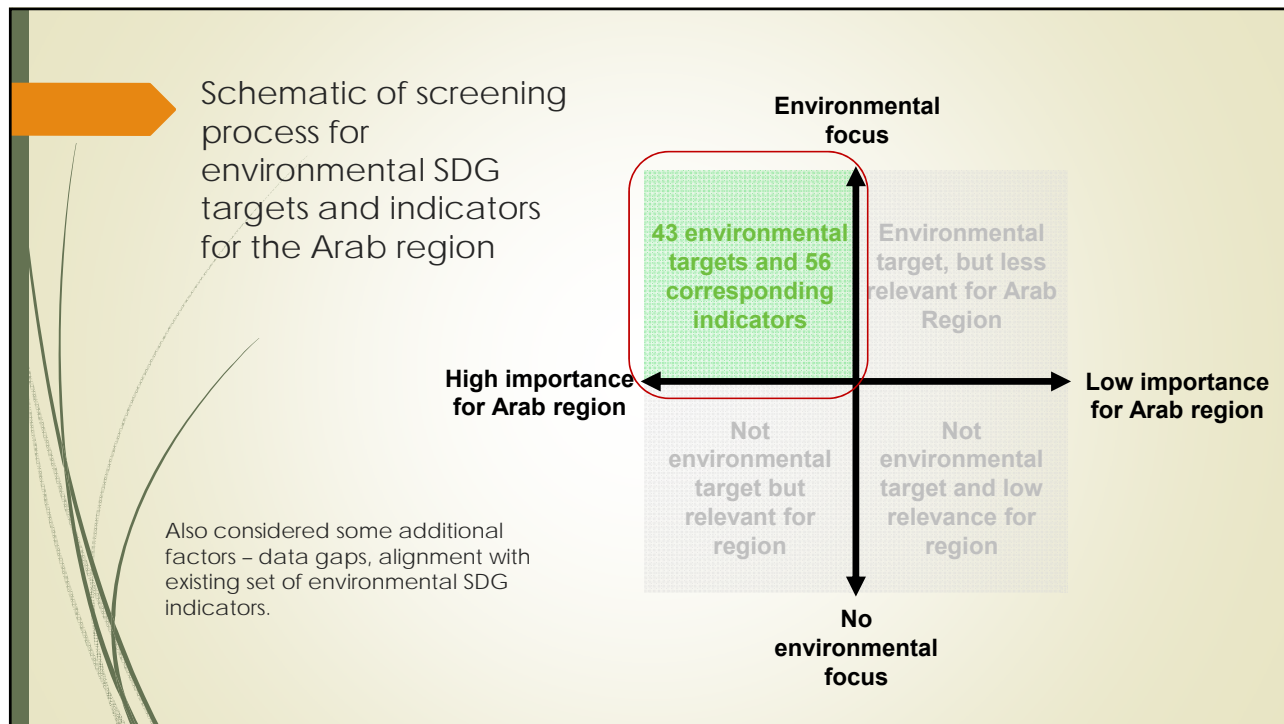 Schematic of screening
process for
environmental SDG
targets and indicators
for the Arab region
Also considered some additional
factors – data gaps, alignment with
existing set of environmental SDG
indicators.
Environmental
focus
43 environmental
targets and 56
corresponding
indicators
Environmental
target, but less
relevant for Arab
Region
High importance
for Arab region
Low importance
for Arab region
Not
environmental
target but
relevant for
region
Not
environmental
target and low
relevance for
region
No
environmental
focus